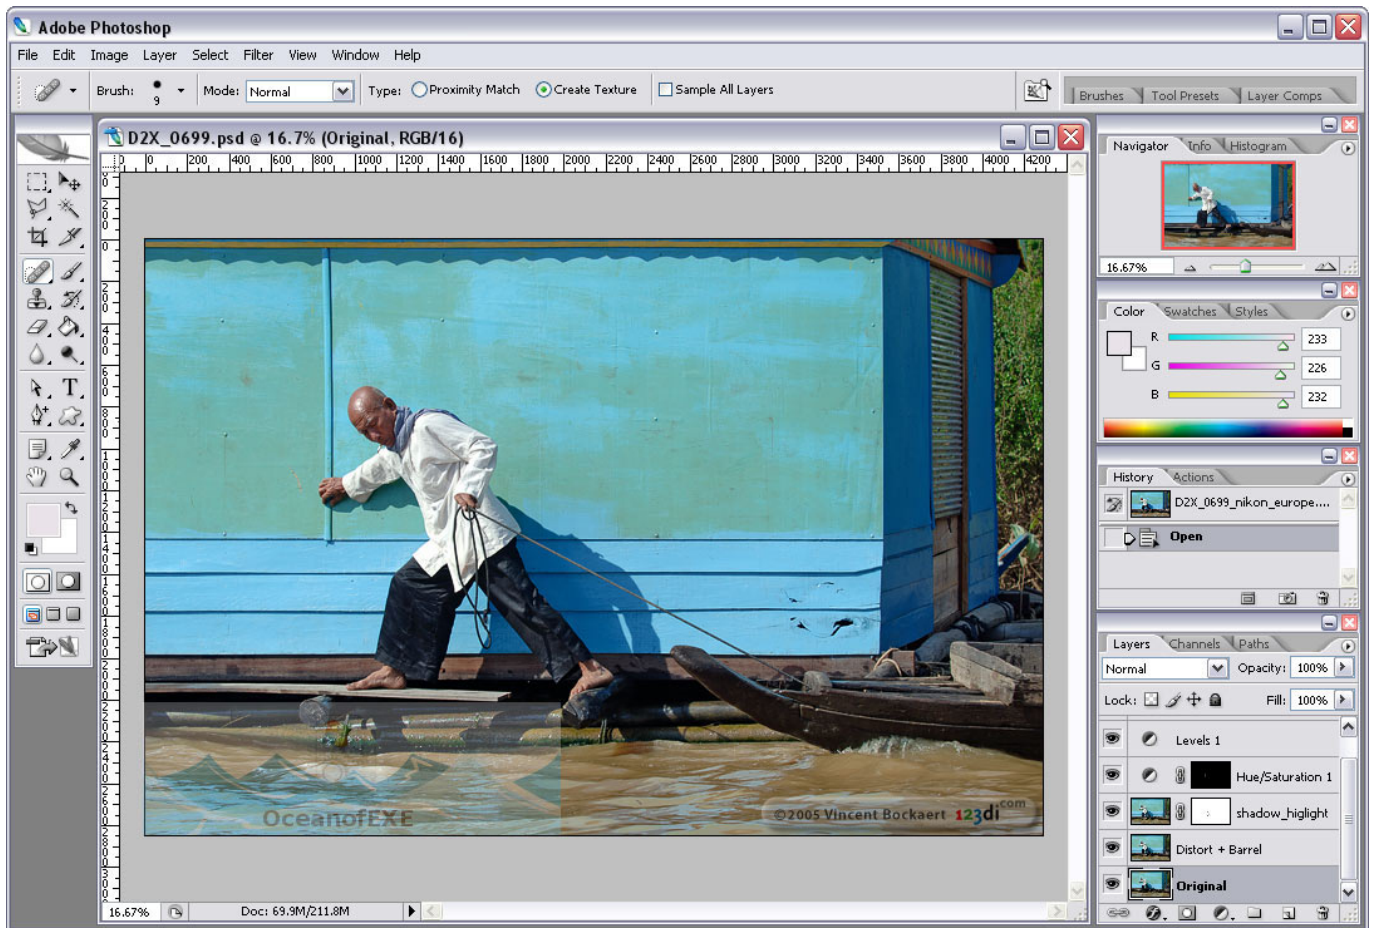 Adobe Photoshop
File Edit Image Layer Select Filter View Window Help
Brush: 9 Mode: Normal Type: Proximity Match Create Texture Sample All Layers
Brushes Tool Presets Layer Comps
D2X_0699.psd @ 16.7% (Original, RGB/16)
0 200 400 600 800 1000 1200 1400 1600 1800 2000 2200 2400 2600 2800 3000 3200 3400 3600 3800 4000 4200
Navigator Info Histogram
16.67%
Color Swatches Styles
R 233
G 226
B 232
History Actions
D2X_0699_nikon_europe....
Open
Layers Channels Paths
Normal Opacity: 100%
Lock: Fill: 100%
Levels 1
Hue/Saturation 1
shadow_higlight
Distort + Barrel
Original
OceanofEXE
©2005 Vincent Bockaert 123di.com
16.67% Doc: 69.9M/211.8M